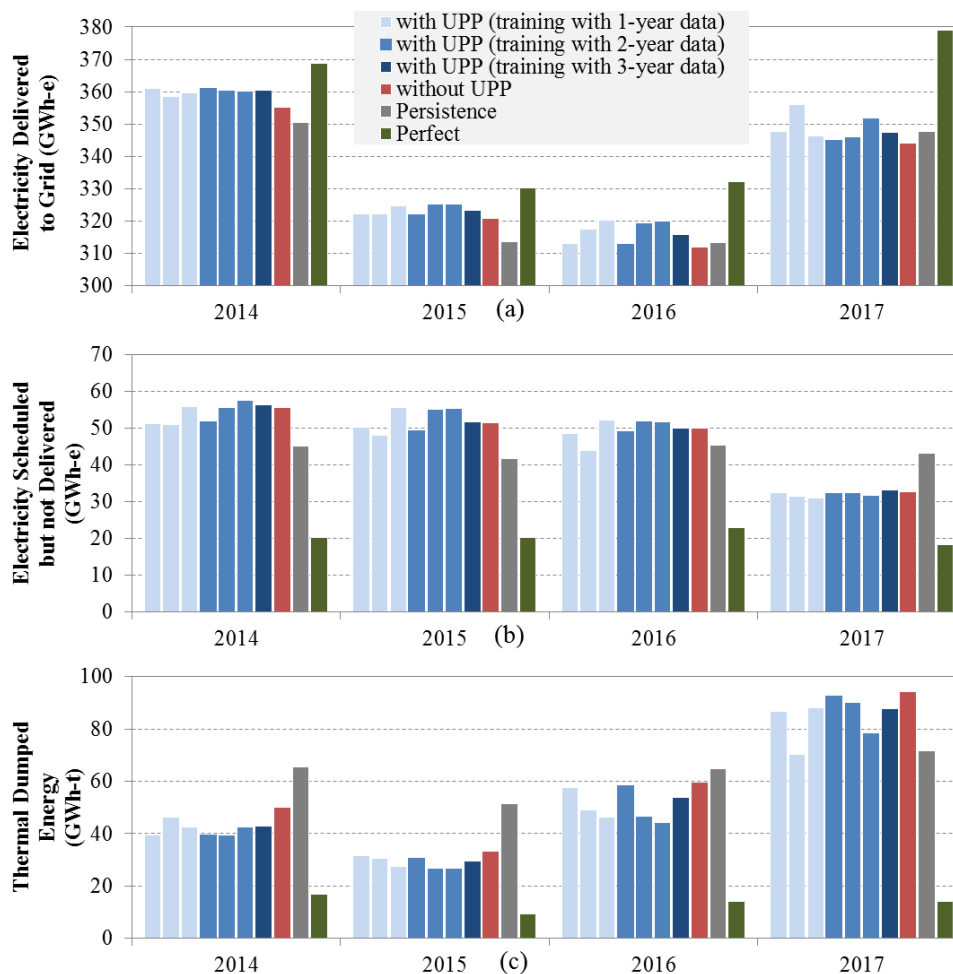 with UPP (training with 1-year data)
with UPP (training with 2-year data)
with UPP (training with 3-year data)
without UPP
Persistence
Perfect
Electricity Delivered
to Grid (GWh-e)
380
370
360
350
340
330
320
310
300
2014
2015
2016
2017
(a)
Electricity Scheduled
but not Delivered
(GWh-e)
70
60
50
40
30
20
10
0
2014
2015
2016
2017
(b)
Thermal Dumped
Energy
(GWh-t)
100
80
60
40
20
0
2014
2015
2016
2017
(c)